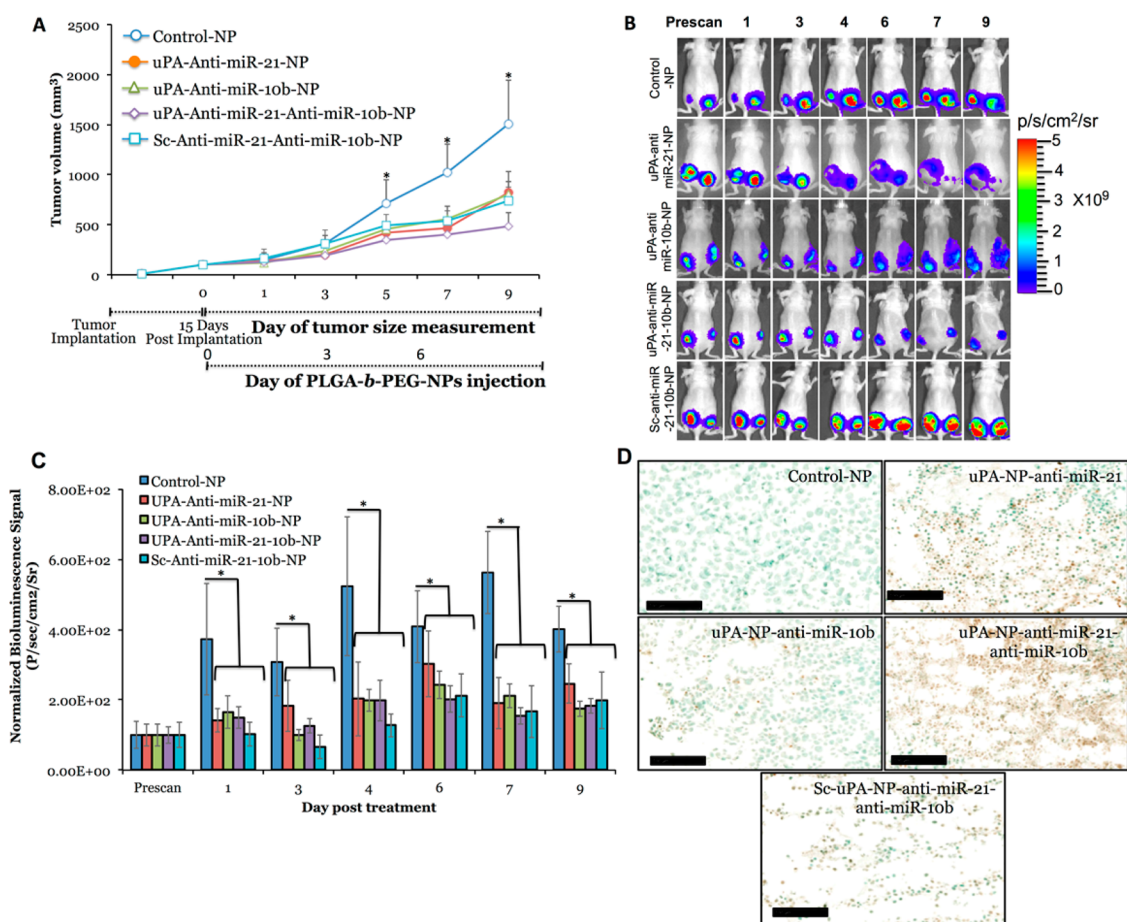 A
Control-NP
uPA-Anti-miR-21-NP
uPA-Anti-miR-10b-NP
uPA-Anti-miR-21-Anti-miR-10b-NP
Sc-Anti-miR-21-Anti-miR-10b-NP
Tumor volume (mm³)
2500
2000
1500
1000
500
0
* * *
0 1 3 5 7 9
Tumor
Implantation
15 Days
Post Implantation
Day of tumor size measurement
0 3 6
Day of PLGA-b-PEG-NPs injection
B
Prescan 1 3 4 6 7 9
Control
-NP
uPA-anti
miR-21-NP
uPA-anti
miR-10b-NP
uPA-anti-miR
-21-10b-NP
Sc-anti-miR
-21-10b-NP
p/s/cm²/sr
5
4
3
2
1
0
X10⁹
C
Control-NP
UPA-Anti-miR-21-NP
UPA-Anti-miR-10b-NP
UPA-Anti-miR-21-10b-NP
Sc-Anti-miR-21-10b-NP
Normalized Bioluminescence Signal
(P/sec/cm2/Sr)
8.00E+02
6.00E+02
4.00E+02
2.00E+02
0.00E+00
* * * * * *
Prescan 1 3 4 6 7 9
Day post treatment
D
Control-NP
uPA-NP-anti-miR-21
uPA-NP-anti-miR-10b
uPA-NP-anti-miR-21-
anti-miR-10b
Sc-uPA-NP-anti-miR-21-
anti-miR-10b